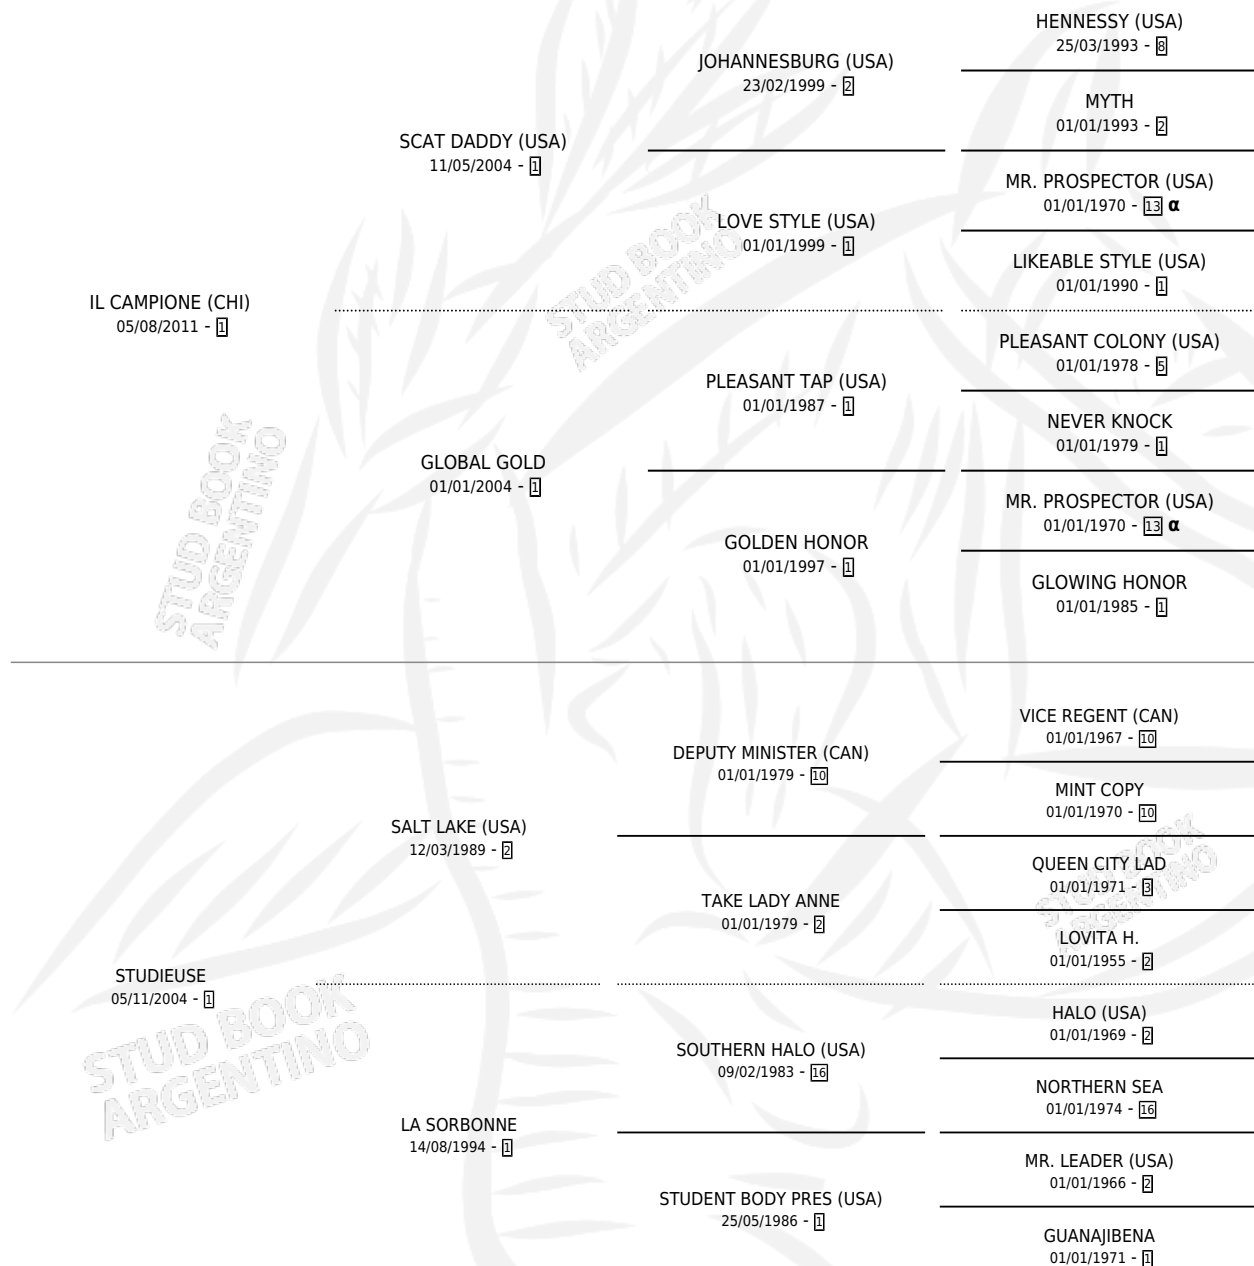 HENNESSY (USA)
25/03/1993 - 8
JOHANNESBURG (USA)
23/02/1999 - 2
MYTH
01/01/1993 - 2
SCAT DADDY (USA)
11/05/2004 - 1
MR. PROSPECTOR (USA)
01/01/1970 - 13 α
LOVE STYLE (USA)
01/01/1999 - 1
LIKEABLE STYLE (USA)
01/01/1990 - 1
IL CAMPIONE (CHI)
05/08/2011 - 1
PLEASANT COLONY (USA)
01/01/1978 - 5
PLEASANT TAP (USA)
01/01/1987 - 1
NEVER KNOCK
01/01/1979 - 1
GLOBAL GOLD
01/01/2004 - 1
MR. PROSPECTOR (USA)
01/01/1970 - 13 α
GOLDEN HONOR
01/01/1997 - 1
GLOWING HONOR
01/01/1985 - 1
VICE REGENT (CAN)
01/01/1967 - 10
DEPUTY MINISTER (CAN)
01/01/1979 - 10
MINT COPY
01/01/1970 - 10
SALT LAKE (USA)
12/03/1989 - 2
QUEEN CITY LAD
01/01/1971 - 3
TAKE LADY ANNE
01/01/1979 - 2
LOVITA H.
01/01/1955 - 2
STUDIEUSE
05/11/2004 - 1
HALO (USA)
01/01/1969 - 2
SOUTHERN HALO (USA)
09/02/1983 - 16
NORTHERN SEA
01/01/1974 - 16
LA SORBONNE
14/08/1994 - 1
MR. LEADER (USA)
01/01/1966 - 2
STUDENT BODY PRES (USA)
25/05/1986 - 1
GUANAJIBENA
01/01/1971 - 1
STUD BOOK
ARGENTINO
STUD BOOK
ARGENTINO
STUD BOOK
ARGENTINO
STUD BOOK
ARGENTINO